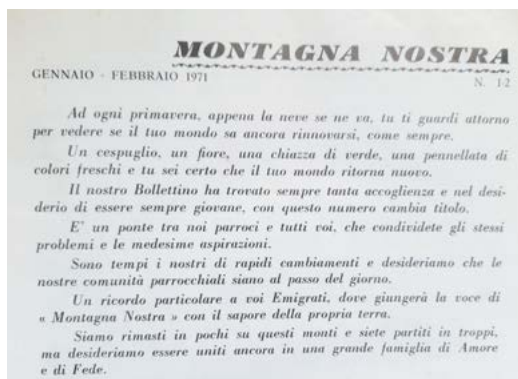 MONTAGNA NOSTRA
GENNAIO - FEBBRAIO 1971
N. 1-2
Ad ogni primavera, appena la neve se ne va, tu ti guardi attorno
per vedere se il tuo mondo sa ancora rinnovarsi, come sempre.
Un cespuglio, un fiore, una chiazza di verde, una pennellata di
colori freschi e tu sei certo che il tuo mondo ritorna nuovo.
Il nostro Bollettino ha trovato sempre tanta accoglienza e nel desi-
derio di essere sempre giovane, con questo numero cambia titolo.
E' un ponte tra noi parroci e tutti voi, che condividete gli stessi
problemi e le medesime aspirazioni.
Sono tempi i nostri di rapidi cambiamenti e desideriamo che le
nostre comunità parrocchiali siano al passo del giorno.
Un ricordo particolare a voi Emigrati, dove giungerà la voce di
« Montagna Nostra » con il sapore della propria terra.
Siamo rimasti in pochi su questi monti e siete partiti in troppi,
ma desideriamo essere uniti ancora in una grande famiglia di Amore
e di Fede.